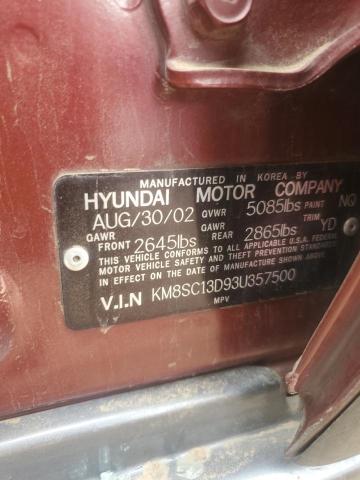 MANUFACTURED IN KOREA BY
HYUNDAI MOTOR COMPANY
AUG/30/02 GVWR 5085lbs PAINT NQ
GAWR FRONT 2645lbs GAWR REAR 2865lbs TRIM YD
THIS VEHICLE CONFORMS TO ALL APPLICABLE U.S.A. FEDERAL
MOTOR VEHICLE SAFETY AND THEFT PREVENTION STANDARDS
IN EFFECT ON THE DATE OF MANUFACTURE SHOWN ABOVE.
V.I.N KM8SC13D93U357500
MPV